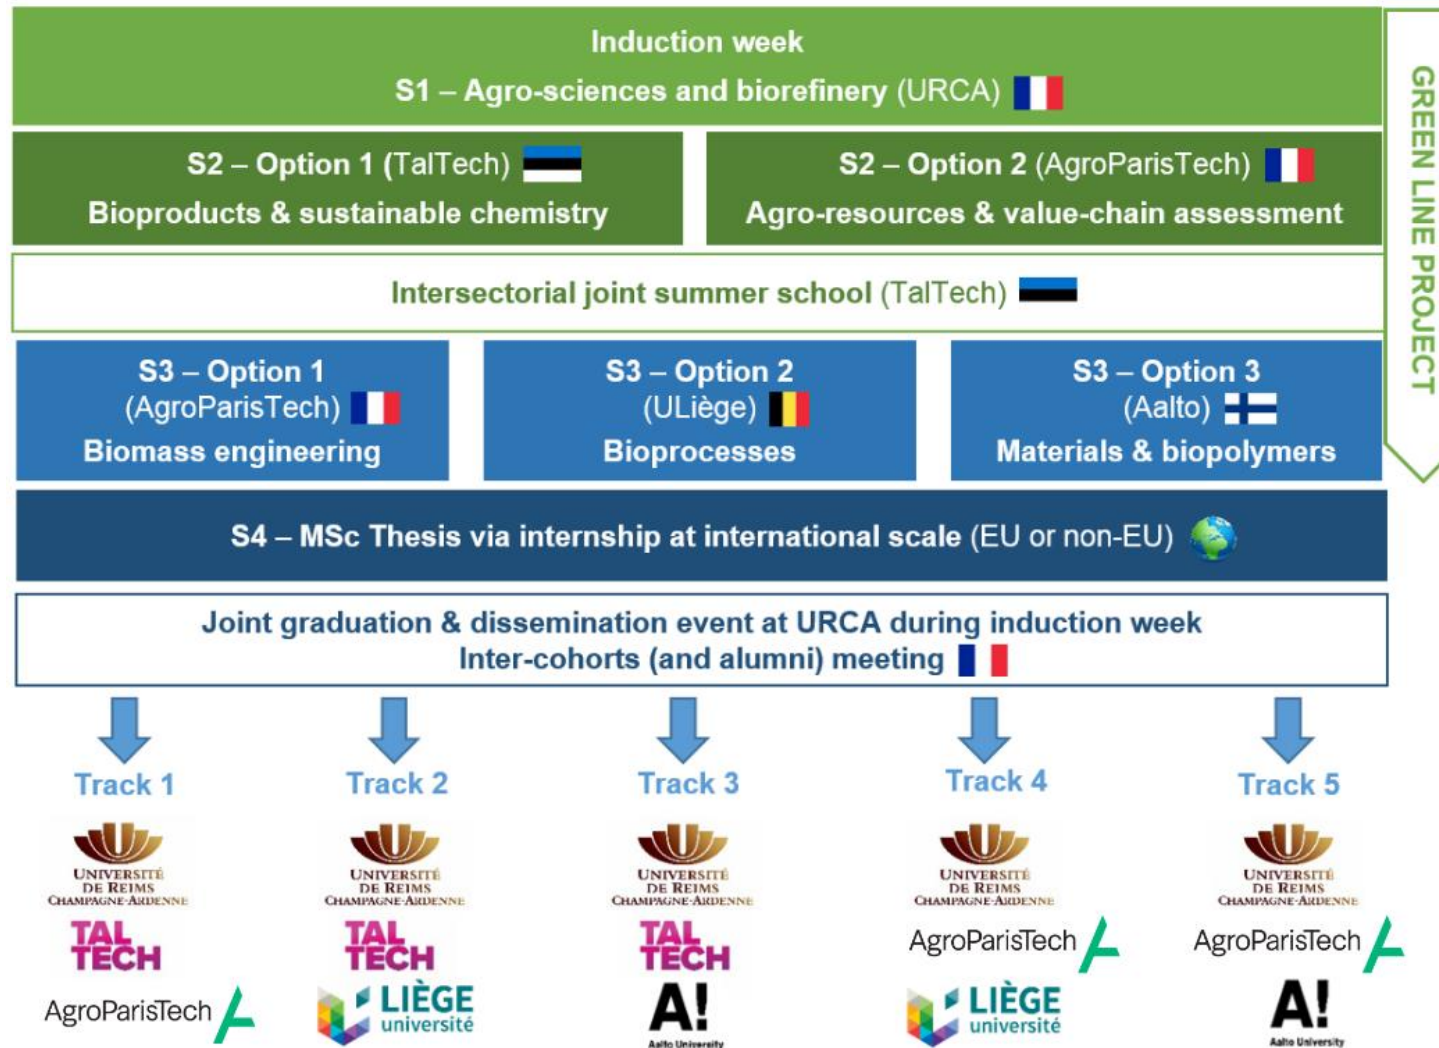 Induction week
S1 – Agro-sciences and biorefinery (URCA)
GREEN LINE PROJECT
S2 – Option 1 (TalTech)
Bioproducts & sustainable chemistry
S2 – Option 2 (AgroParisTech)
Agro-resources & value-chain assessment
Intersectorial joint summer school (TalTech)
S3 – Option 1
(AgroParisTech)
Biomass engineering
S3 – Option 2
(ULiège)
Bioprocesses
S3 – Option 3
(Aalto)
Materials & biopolymers
S4 – MSc Thesis via internship at international scale (EU or non-EU)
Joint graduation & dissemination event at URCA during induction week
Inter-cohorts (and alumni) meeting
Track 1
UNIVERSITÉ
DE REIMS
CHAMPAGNE-ARDENNE
TAL
TECH
AgroParisTech
Track 2
UNIVERSITÉ
DE REIMS
CHAMPAGNE-ARDENNE
TAL
TECH
LIÈGE
université
Track 3
UNIVERSITÉ
DE REIMS
CHAMPAGNE-ARDENNE
TAL
TECH
A!
Aalto University
Track 4
UNIVERSITÉ
DE REIMS
CHAMPAGNE-ARDENNE
AgroParisTech
LIÈGE
université
Track 5
UNIVERSITÉ
DE REIMS
CHAMPAGNE-ARDENNE
AgroParisTech
A!
Aalto University